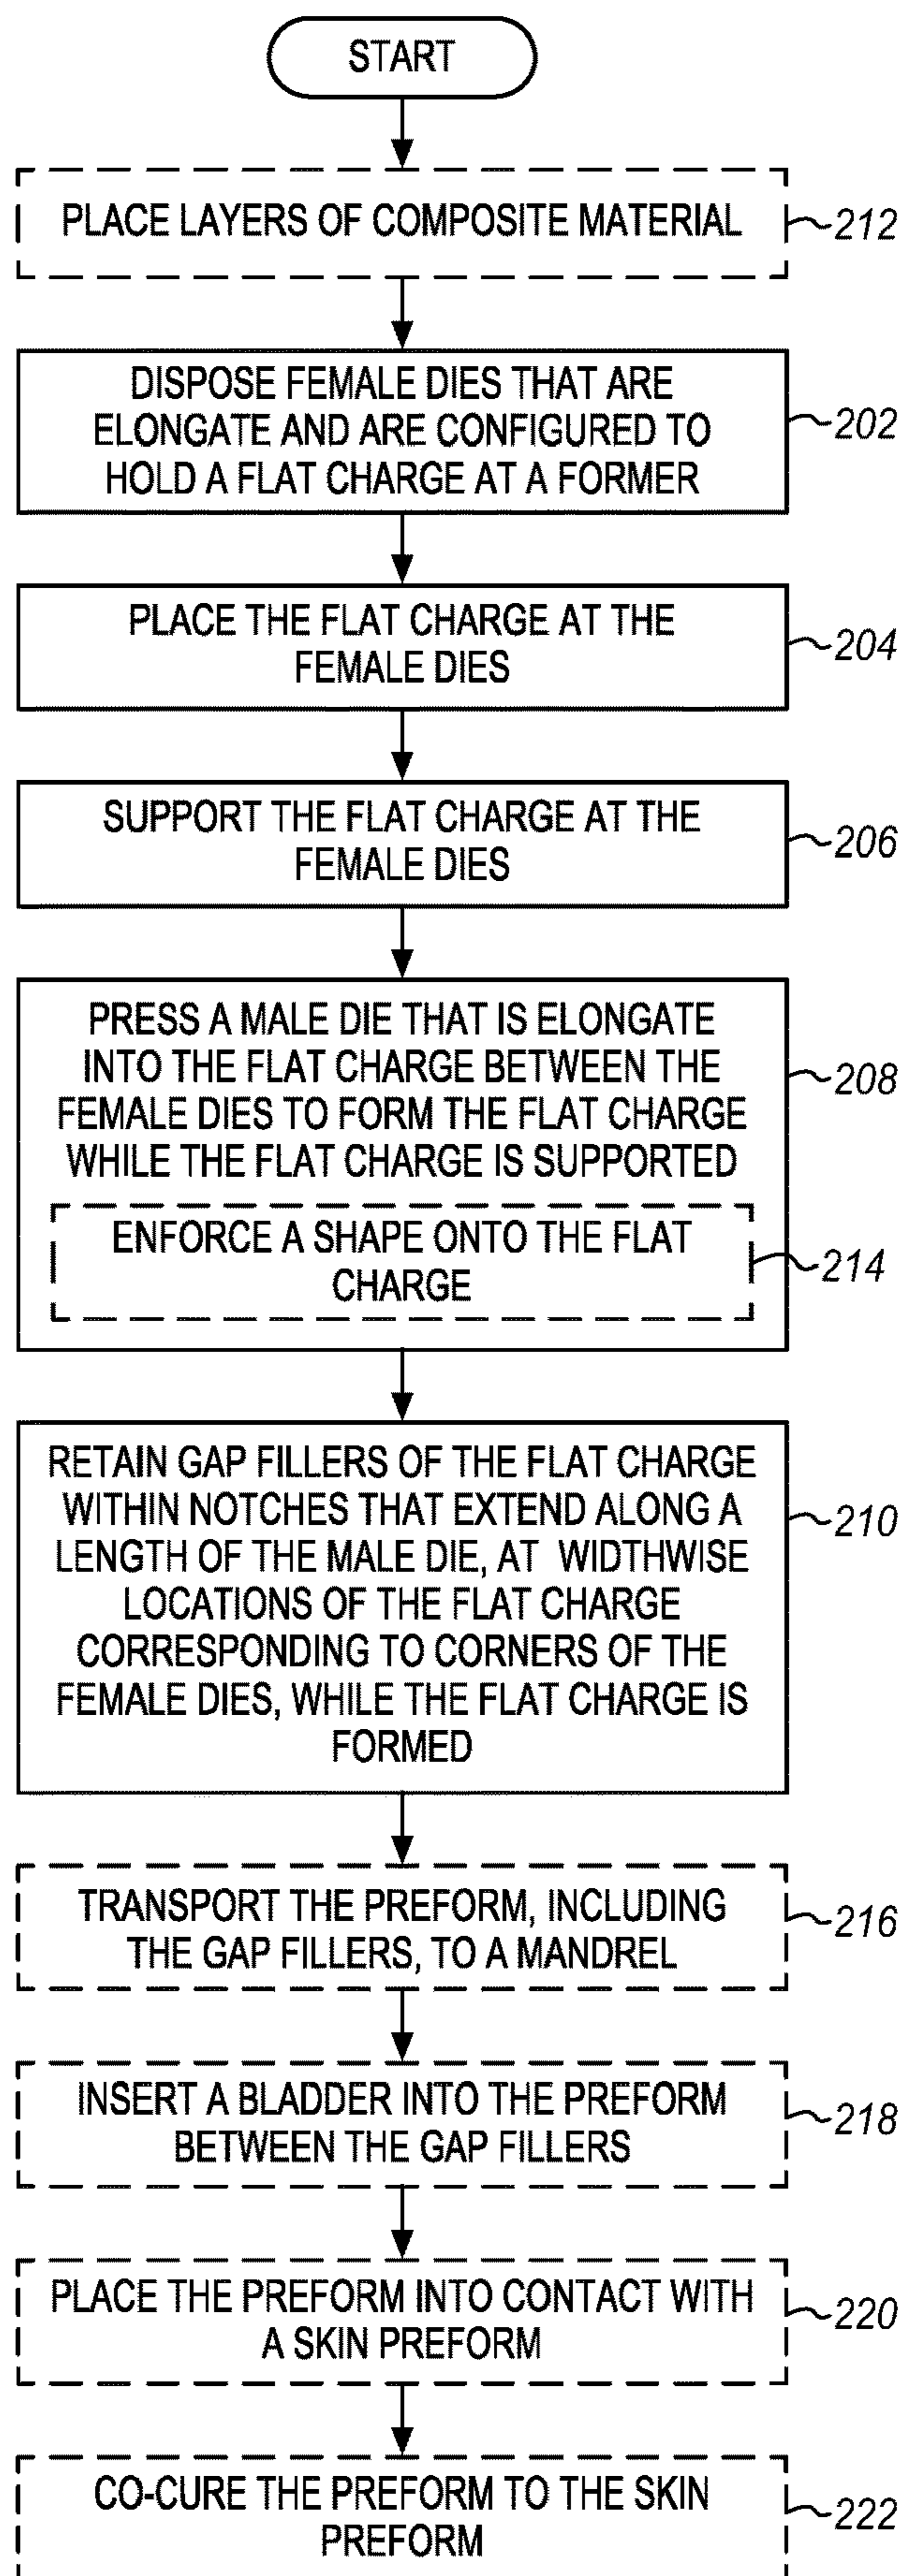 START
PLACE LAYERS OF COMPOSITE MATERIAL
212
DISPOSE FEMALE DIES THAT ARE
ELONGATE AND ARE CONFIGURED TO
HOLD A FLAT CHARGE AT A FORMER
202
PLACE THE FLAT CHARGE AT THE
FEMALE DIES
204
SUPPORT THE FLAT CHARGE AT THE
FEMALE DIES
206
PRESS A MALE DIE THAT IS ELONGATE
INTO THE FLAT CHARGE BETWEEN THE
FEMALE DIES TO FORM THE FLAT CHARGE
WHILE THE FLAT CHARGE IS SUPPORTED
208
ENFORCE A SHAPE ONTO THE FLAT
CHARGE
214
RETAIN GAP FILLERS OF THE FLAT CHARGE
WITHIN NOTCHES THAT EXTEND ALONG A
LENGTH OF THE MALE DIE, AT WIDTHWISE
LOCATIONS OF THE FLAT CHARGE
CORRESPONDING TO CORNERS OF THE
FEMALE DIES, WHILE THE FLAT CHARGE IS
FORMED
210
TRANSPORT THE PREFORM, INCLUDING
THE GAP FILLERS, TO A MANDREL
216
INSERT A BLADDER INTO THE PREFORM
BETWEEN THE GAP FILLERS
218
PLACE THE PREFORM INTO CONTACT WITH
A SKIN PREFORM
220
CO-CURE THE PREFORM TO THE SKIN
PREFORM
222